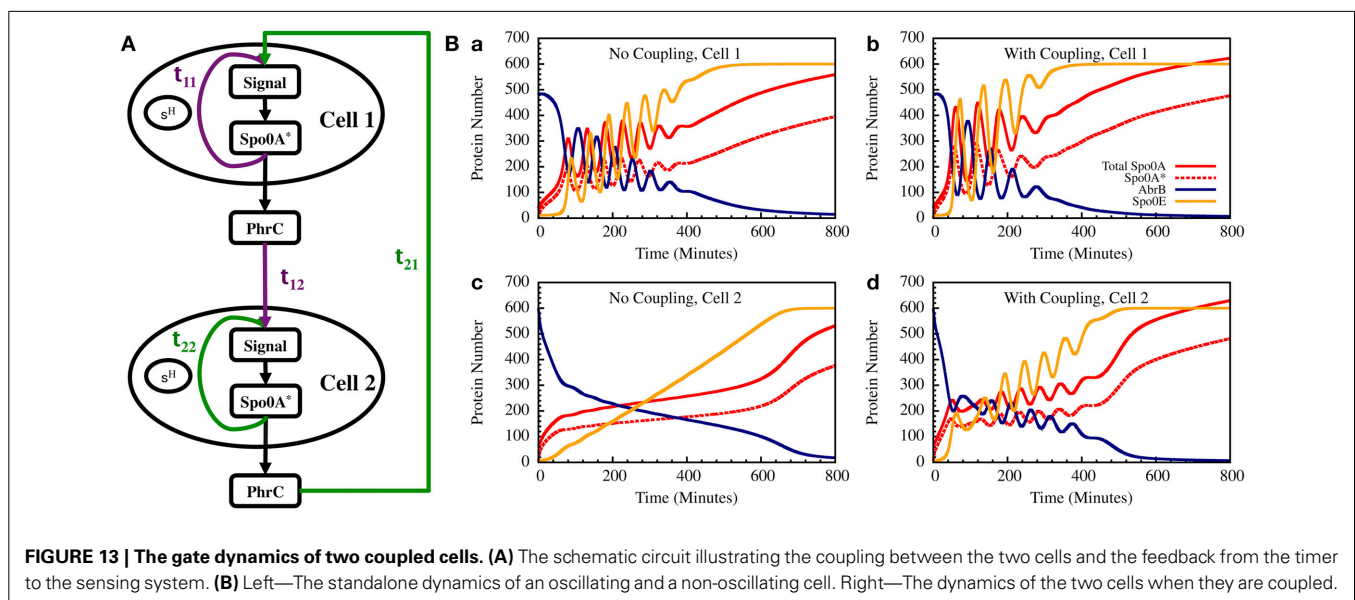 A
t11
Signal
sH
Cell 1
Spo0A*
PhrC
t12
t21
t22
Signal
sH
Cell 2
Spo0A*
PhrC
B
a
No Coupling, Cell 1
Protein Number
700
600
500
400
300
200
100
0
0 200 400 600 800
Time (Minutes)
b
With Coupling, Cell 1
Protein Number
700
600
500
400
300
200
100
0
Total Spo0A
Spo0A*
AbrB
Spo0E
0 200 400 600 800
Time (Minutes)
c
No Coupling, Cell 2
Protein Number
700
600
500
400
300
200
100
0
0 200 400 600 800
Time (Minutes)
d
With Coupling, Cell 2
Protein Number
700
600
500
400
300
200
100
0
0 200 400 600 800
Time (Minutes)
FIGURE 13 | The gate dynamics of two coupled cells. (A) The schematic circuit illustrating the coupling between the two cells and the feedback from the timer
to the sensing system. (B) Left—The standalone dynamics of an oscillating and a non-oscillating cell. Right—The dynamics of the two cells when they are coupled.